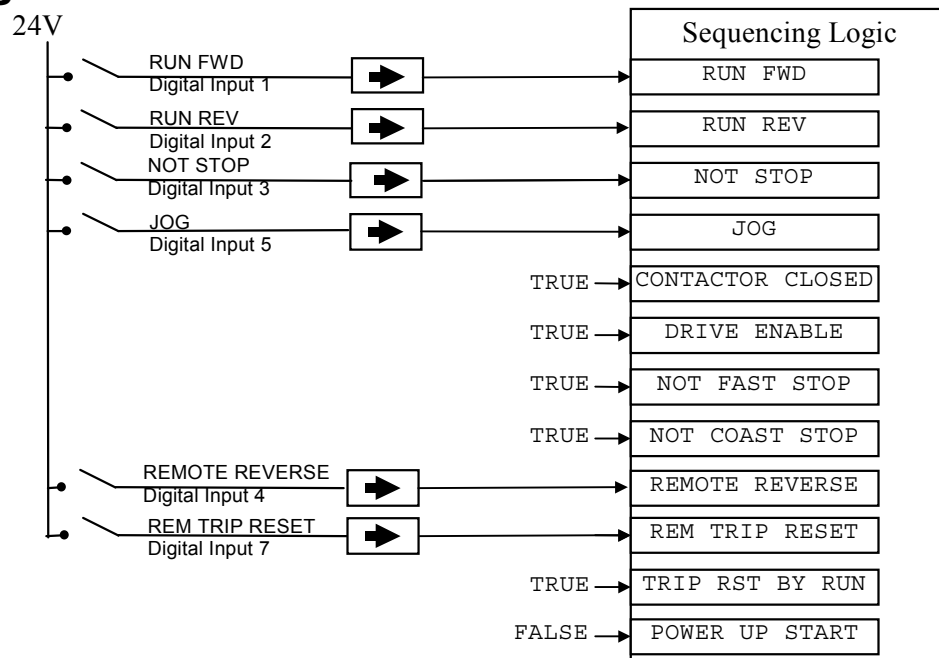 24V
Sequencing Logic
RUN FWD
Digital Input 1
RUN FWD
RUN REV
Digital Input 2
RUN REV
NOT STOP
Digital Input 3
NOT STOP
JOG
Digital Input 5
JOG
TRUE
CONTACTOR CLOSED
TRUE
DRIVE ENABLE
TRUE
NOT FAST STOP
TRUE
NOT COAST STOP
REMOTE REVERSE
Digital Input 4
REMOTE REVERSE
REM TRIP RESET
Digital Input 7
REM TRIP RESET
TRUE
TRIP RST BY RUN
FALSE
POWER UP START